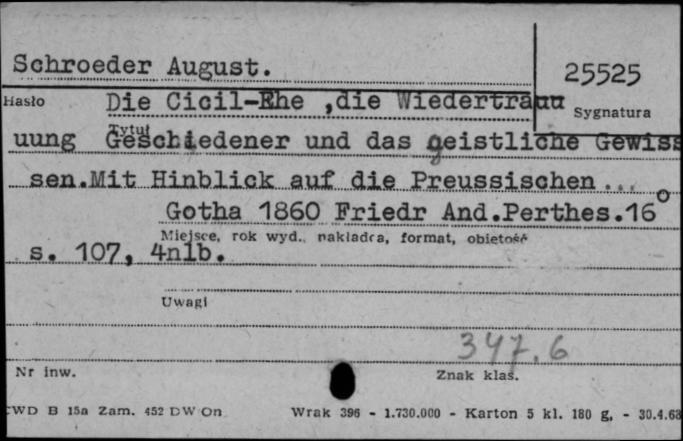 Schroeder August.
25525
Hasło
Die Cicil-Ehe ,die Wiedertrauu
Sygnatura
Tytuł
uung Geschiedener und das geistliche Gewiss
sen.Mit Hinblick auf die Preussischen...
Gotha 1860 Friedr And.Perthes.16°
Miejsce, rok wyd., nakładca, format, objętość
s. 107, 4nlb.
Uwagi
347.6
Nr inw.
Znak klas.
CWD B 15a Zam. 452 DW On
Wrak 396 - 1.730.000 - Karton 5 kl. 180 g, - 30.4.68